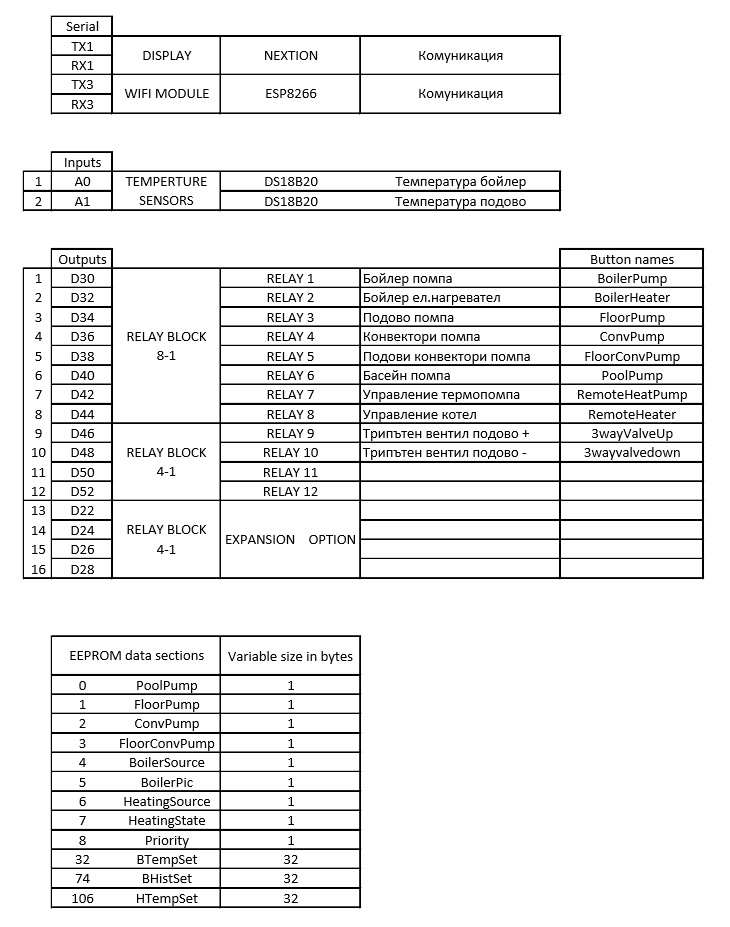 Serial
TX1
RX1
DISPLAY NEXTION Комуникация
TX3
RX3
WIFI MODULE ESP8266 Комуникация
Inputs
1 A0 TEMPERTURE DS18B20 Температура бойлер
2 A1 SENSORS DS18B20 Температура подово
Outputs Button names
1 D30 RELAY 1 Бойлер помпа BoilerPump
2 D32 RELAY 2 Бойлер ел.нагревател BoilerHeater
3 D34 RELAY 3 Подово помпа FloorPump
4 D36 RELAY BLOCK RELAY 4 Конвектори помпа ConvPump
5 D38 8-1 RELAY 5 Подови конвектори помпа FloorConvPump
6 D40 RELAY 6 Басейн помпа PoolPump
7 D42 RELAY 7 Управление термопомпа RemoteHeatPump
8 D44 RELAY 8 Управление котел RemoteHeater
9 D46 RELAY 9 Трипътен вентил подово + 3wayValveUp
10 D48 RELAY BLOCK RELAY 10 Трипътен вентил подово - 3wayvalvedown
11 D50 4-1 RELAY 11
12 D52 RELAY 12
13 D22
14 D24 RELAY BLOCK EXPANSION OPTION
15 D26 4-1
16 D28
EEPROM data sections Variable size in bytes
0 PoolPump 1
1 FloorPump 1
2 ConvPump 1
3 FloorConvPump 1
4 BoilerSource 1
5 BoilerPic 1
6 HeatingSource 1
7 HeatingState 1
8 Priority 1
32 BTempSet 32
74 BHistSet 32
106 HTempSet 32